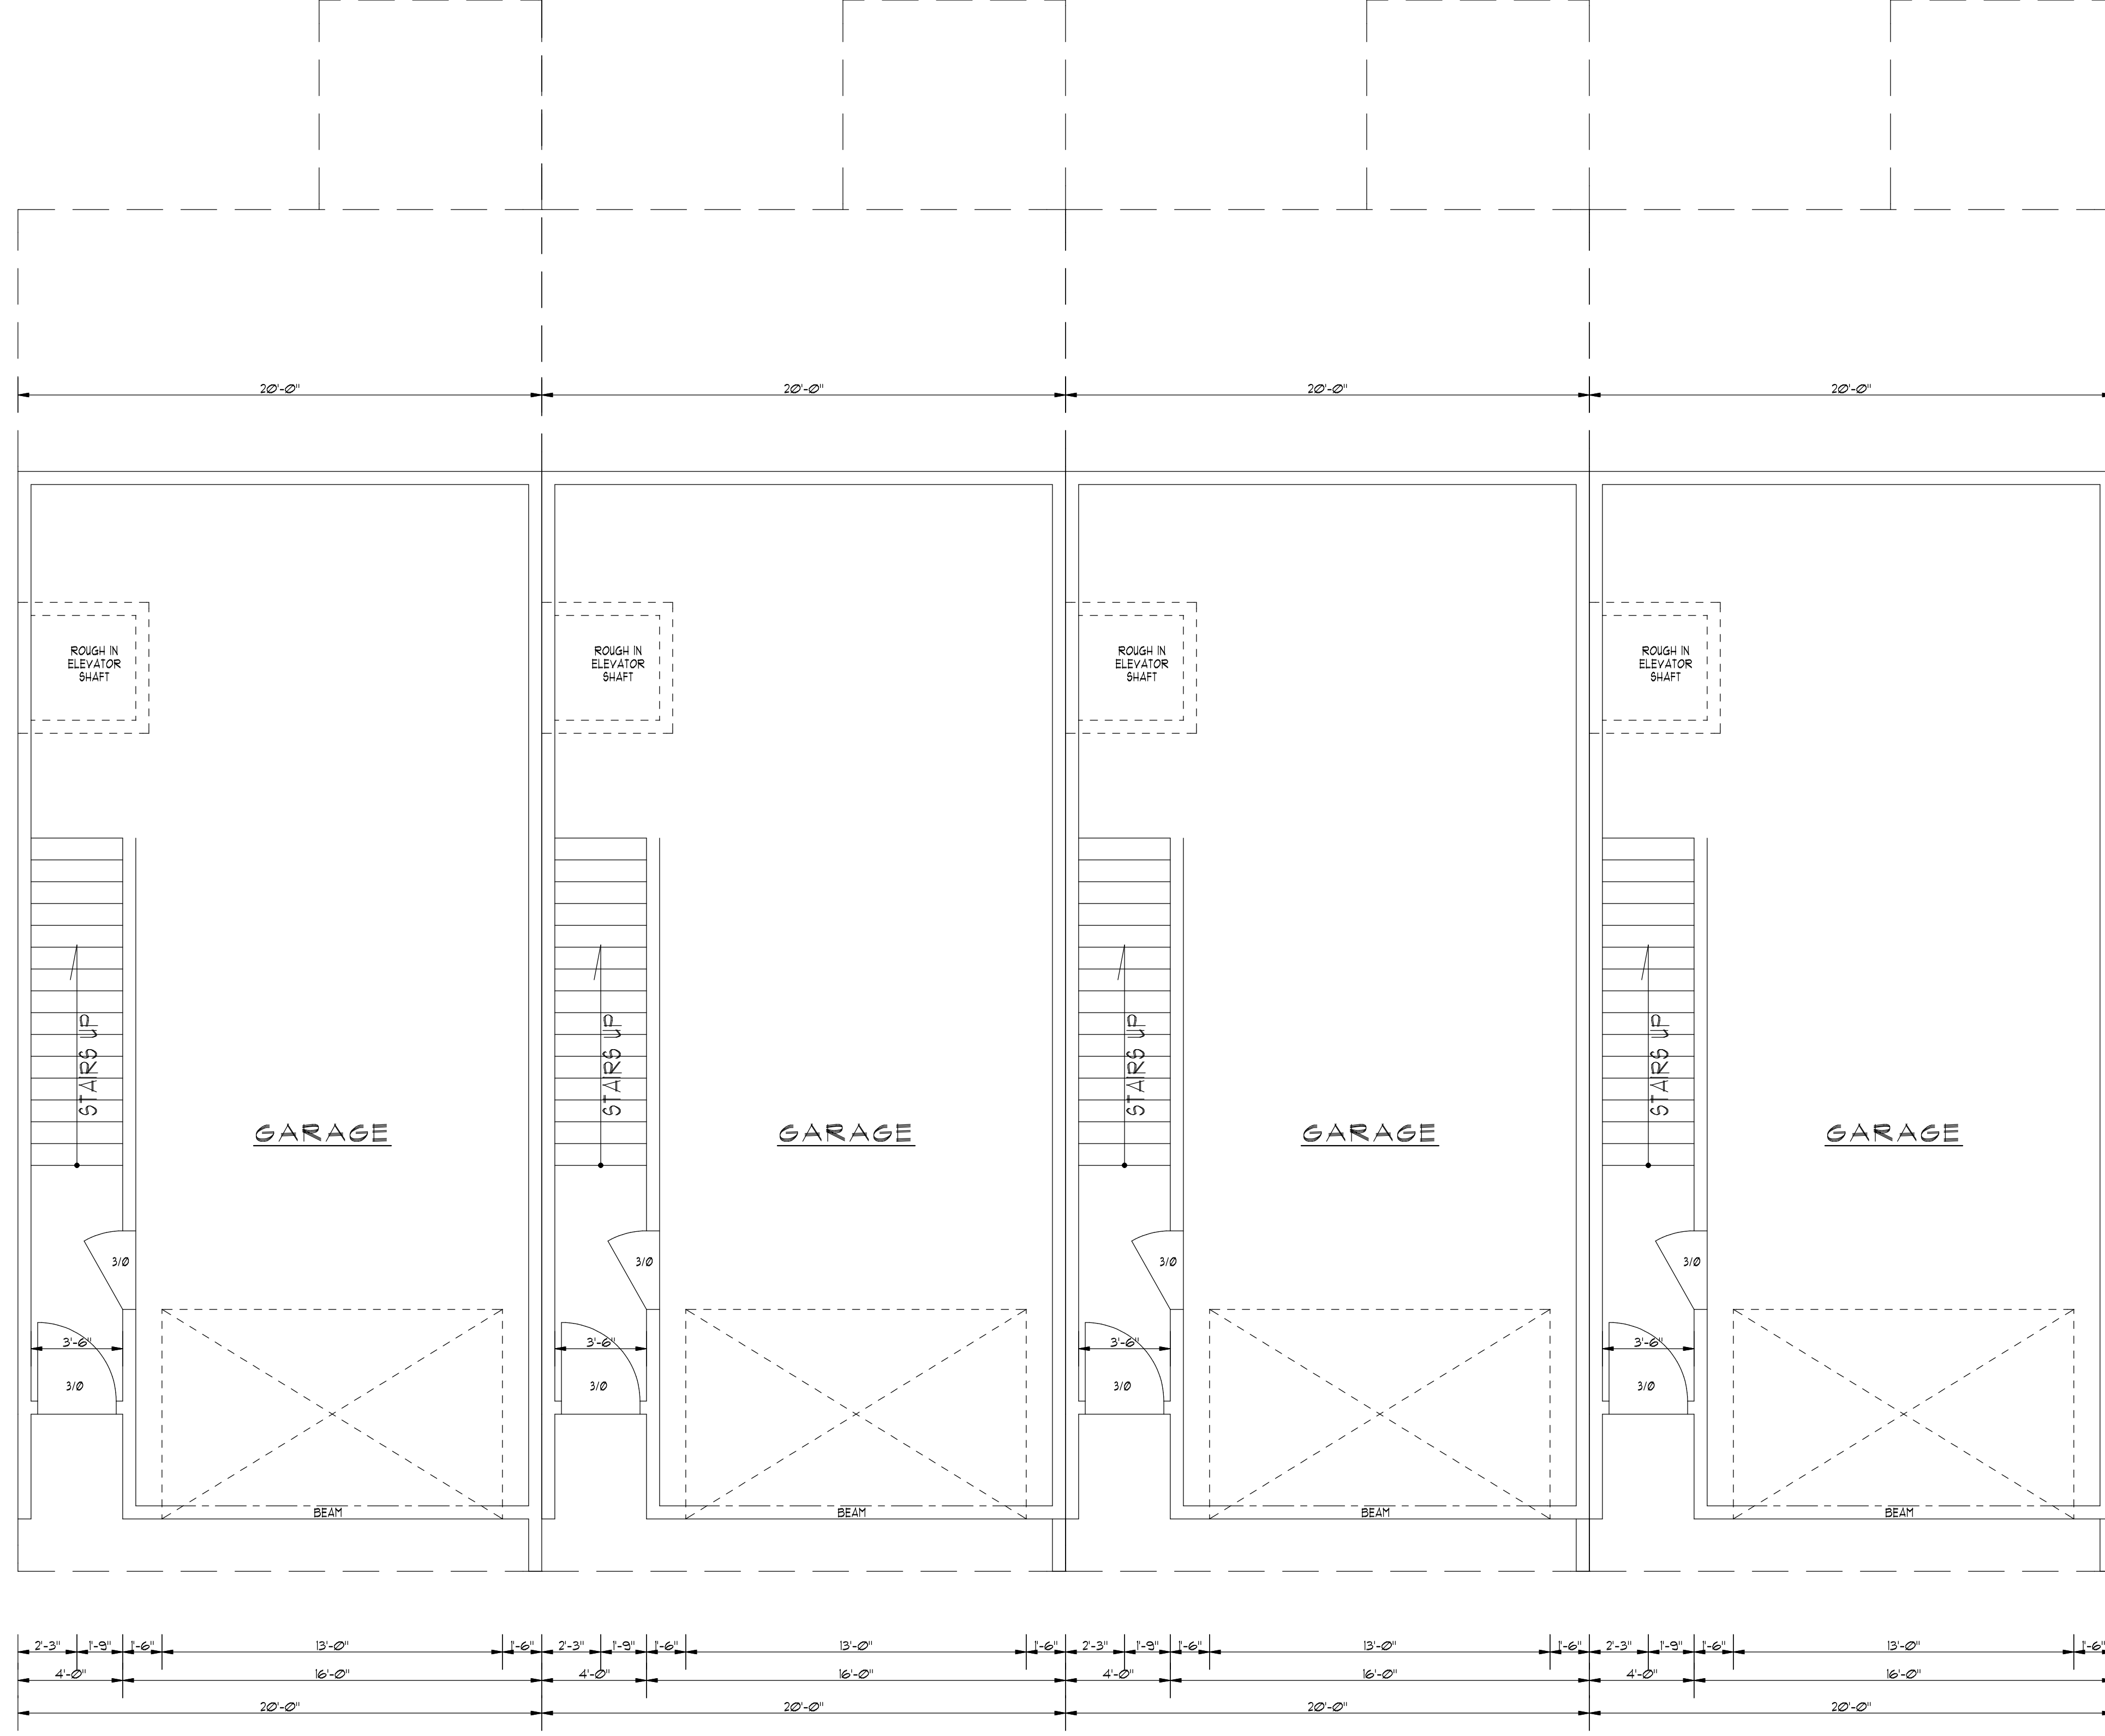 20'-0" 20'-0" 20'-0" 20'-0"
ROUGH IN ROUGH IN ROUGH IN ROUGH IN
ELEVATOR ELEVATOR ELEVATOR ELEVATOR
SHAFT SHAFT SHAFT SHAFT
STAIRS UP STAIRS UP STAIRS UP STAIRS UP
GARAGE GARAGE GARAGE GARAGE
3/0 3/0 3/0 3/0
3'-6" 3'-6" 3'-6" 3'-6"
3/0 3/0 3/0 3/0
BEAM BEAM BEAM BEAM
2'-3" 1'-9" 1'-6" 13'-0" 1'-6" 2'-3" 1'-9" 1'-6" 13'-0" 1'-6" 2'-3" 1'-9" 1'-6" 13'-0" 1'-6" 2'-3" 1'-9" 1'-6" 13'-0" 1'-6"
4'-0" 16'-0" 4'-0" 16'-0" 4'-0" 16'-0" 4'-0" 16'-0"
20'-0" 20'-0" 20'-0" 20'-0"